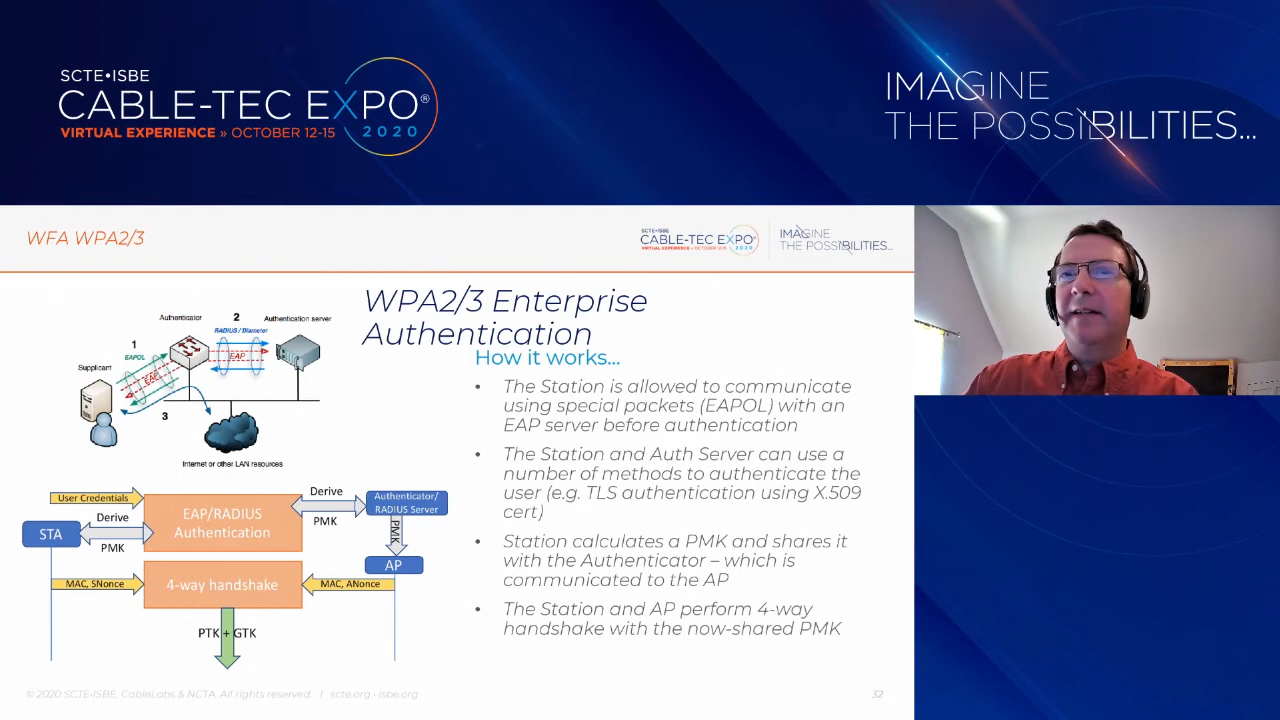 SCTE•ISBE
CABLE-TEC EXPO®
VIRTUAL EXPERIENCE » OCTOBER 12-15
2020
IMAGINE
THE POSSIBILITIES...
WFA WPA2/3
SCTE•ISBE
CABLE-TEC EXPO®
VIRTUAL EXPERIENCE » OCTOBER 12-15
2020
IMAGINE
THE POSSIBILITIES...
WPA2/3 Enterprise
Authentication
How it works...
• The Station is allowed to communicate
using special packets (EAPOL) with an
EAP server before authentication
• The Station and Auth Server can use a
number of methods to authenticate the
user (e.g. TLS authentication using X.509
cert)
• Station calculates a PMK and shares it
with the Authenticator – which is
communicated to the AP
• The Station and AP perform 4-way
handshake with the now-shared PMK
Authenticator
2
Authentication server
RADIUS / Diameter
1
EAPOL
EAP
EAP
Supplicant
3
Internet or other LAN resources
User Credentials
EAP/RADIUS
Authentication
Derive
PMK
Authenticator/
RADIUS Server
STA
Derive
PMK
PMK
AP
MAC, SNonce
4-way handshake
MAC, ANonce
PTK + GTK
© 2020 SCTE•ISBE, CableLabs & NCTA. All rights reserved. | scte.org • isbe.org
32